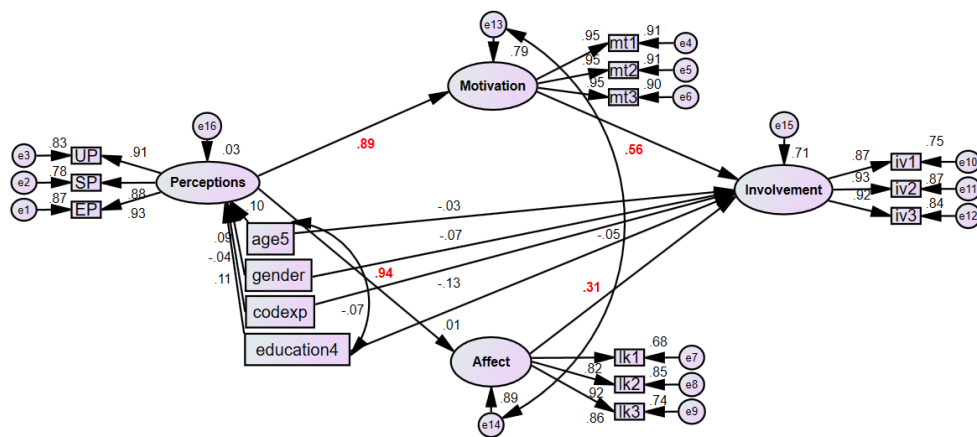 e13
.79
.95
mt1
.91
e4
.95
mt2
.91
e5
Motivation
.95
mt3
.90
e6
e16
e15
.83
.03
.75
e3
UP
.91
.89
.56
.71
.87
iv1
e10
.78
e2
SP
Perceptions
Involvement
.93
iv2
.87
e11
.87
.88
.92
iv3
.84
e12
e1
EP
.93
.10
-.03
-.05
.09
age5
-.07
-.04
gender
.94
-.13
.31
.11
codexp
-.07
.01
education4
Affect
lk1
.68
e7
.82
lk2
.85
e8
.89
.92
lk3
.74
e9
e14
.86